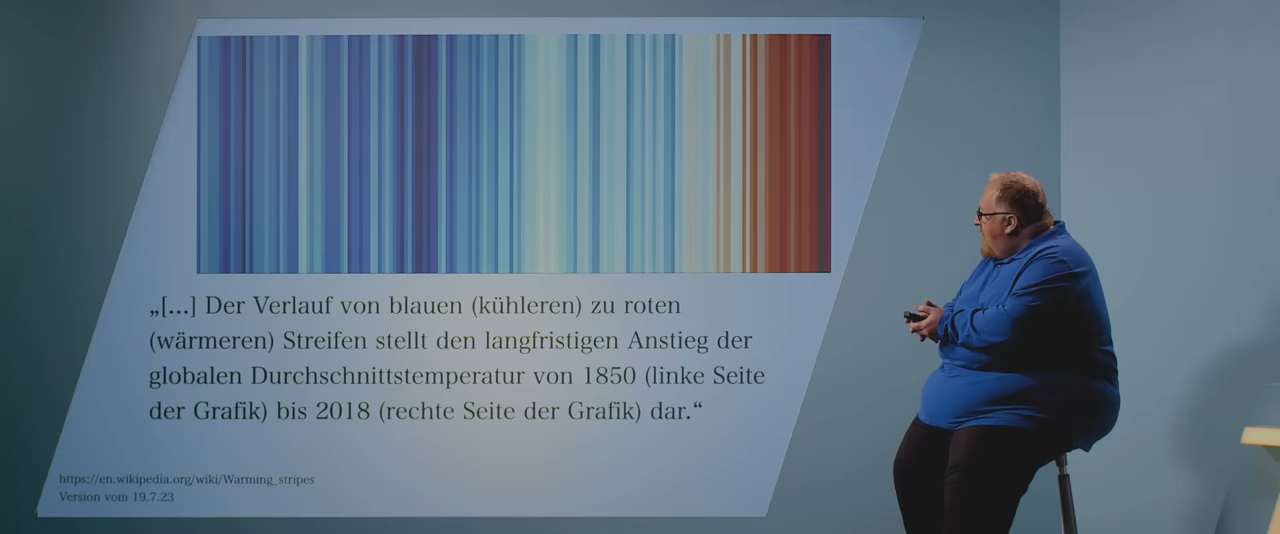 „[...] Der Verlauf von blauen (kühleren) zu roten
(wärmeren) Streifen stellt den langfristigen Anstieg der
globalen Durchschnittstemperatur von 1850 (linke Seite
der Grafik) bis 2018 (rechte Seite der Grafik) dar.“
https://en.wikipedia.org/wiki/Warming_stripes
Version vom 19.7.23